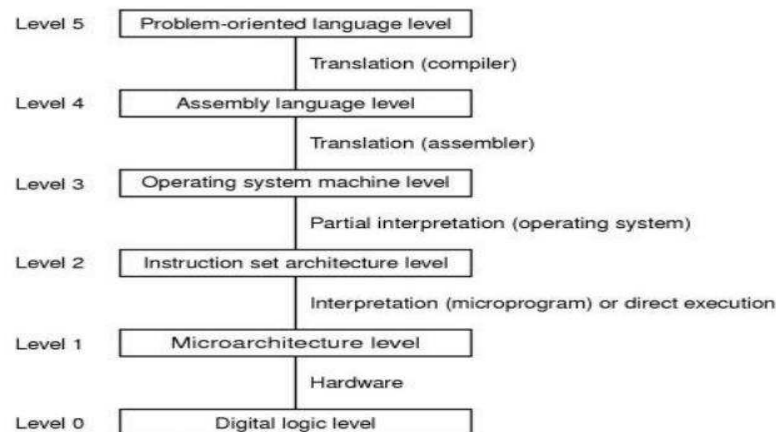 Level 5 Problem-oriented language level
Translation (compiler)
Level 4 Assembly language level
Translation (assembler)
Level 3 Operating system machine level
Partial interpretation (operating system)
Level 2 Instruction set architecture level
Interpretation (microprogram) or direct execution
Level 1 Microarchitecture level
Hardware
Level 0 Digital logic level